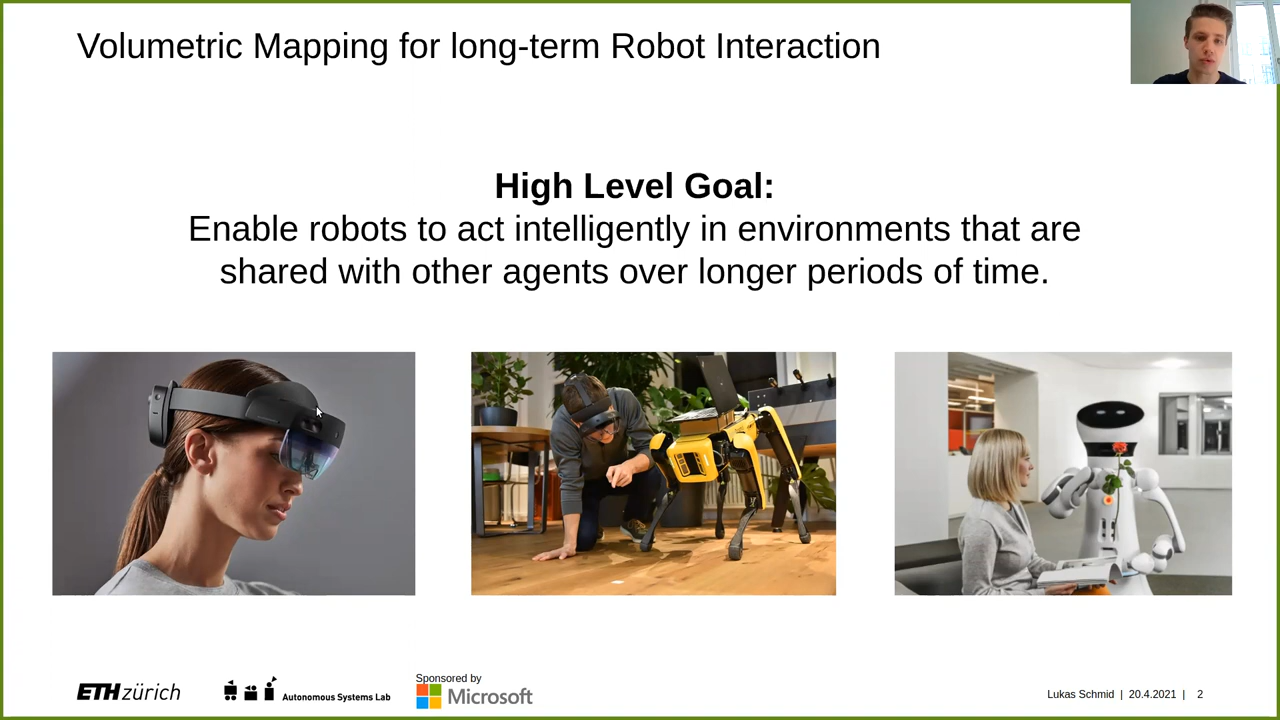 Volumetric Mapping for long-term Robot Interaction
High Level Goal:
Enable robots to act intelligently in environments that are
shared with other agents over longer periods of time.
ETH zürich
Autonomous Systems Lab
Sponsored by
Microsoft
Lukas Schmid | 20.4.2021 | 2